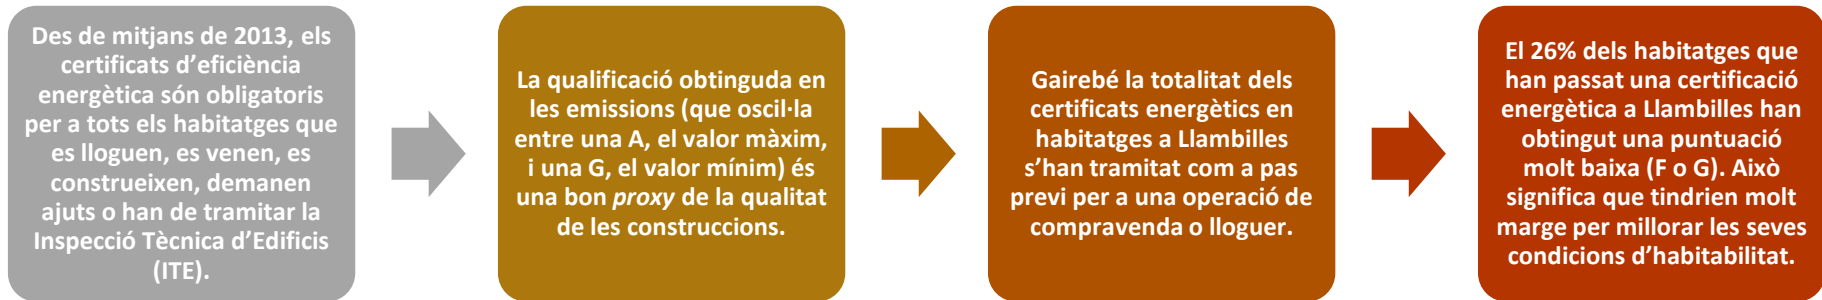 Des de mitjans de 2013, els
certificats d’eficiència
energètica són obligatoris
per a tots els habitatges que
es lloguen, es venen, es
construeixen, demanen
ajuts o han de tramitar la
Inspecció Tècnica d’Edificis
(ITE).
La qualificació obtinguda en
les emissions (que oscil·la
entre una A, el valor màxim,
i una G, el valor mínim) és
una bon proxy de la qualitat
de les construccions.
Gairebé la totalitat dels
certificats energètics en
habitatges a Llambilles
s’han tramitat com a pas
previ per a una operació de
compravenda o lloguer.
El 26% dels habitatges que
han passat una certificació
energètica a Llambilles han
obtingut una puntuació
molt baixa (F o G). Això
significa que tindrien molt
marge per millorar les seves
condicions d’habitabilitat.